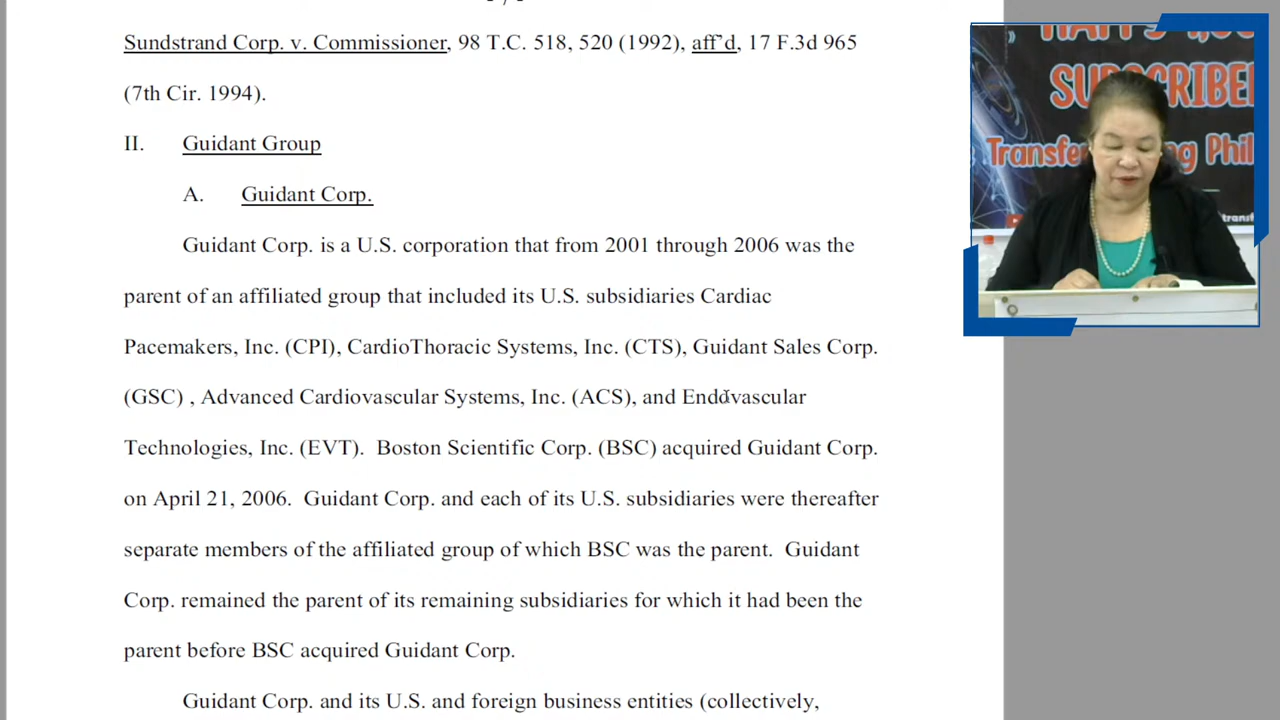 Sundstrand Corp. v. Commissioner, 98 T.C. 518, 520 (1992), aff'd, 17 F.3d 965
(7th Cir. 1994).
II. Guidant Group
A. Guidant Corp.
Guidant Corp. is a U.S. corporation that from 2001 through 2006 was the
parent of an affiliated group that included its U.S. subsidiaries Cardiac
Pacemakers, Inc. (CPI), CardioThoracic Systems, Inc. (CTS), Guidant Sales Corp.
(GSC) , Advanced Cardiovascular Systems, Inc. (ACS), and Endovascular
Technologies, Inc. (EVT). Boston Scientific Corp. (BSC) acquired Guidant Corp.
on April 21, 2006. Guidant Corp. and each of its U.S. subsidiaries were thereafter
separate members of the affiliated group of which BSC was the parent. Guidant
Corp. remained the parent of its remaining subsidiaries for which it had been the
parent before BSC acquired Guidant Corp.
Guidant Corp. and its U.S. and foreign business entities (collectively,